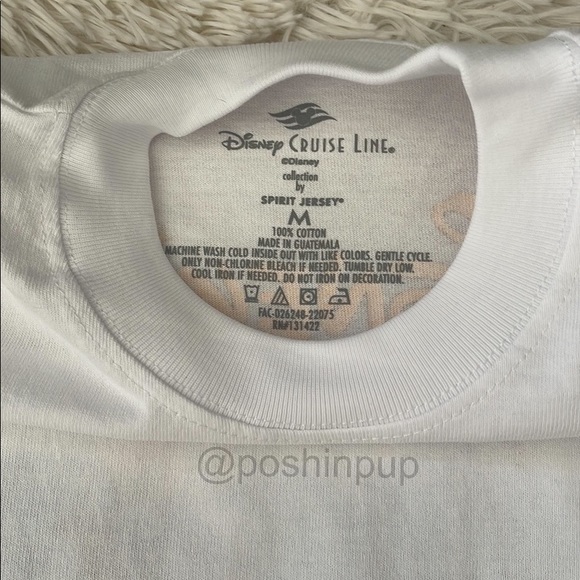 Disney CRUISE LINE®
©Disney
collection
by
SPIRIT JERSEY®
M
100% COTTON
MADE IN GUATEMALA
MACHINE WASH COLD INSIDE OUT WITH LIKE COLORS. GENTLE CYCLE.
ONLY NON-CHLORINE BLEACH IF NEEDED. TUMBLE DRY LOW.
COOL IRON IF NEEDED. DO NOT IRON ON DECORATION.
FAC-D26248-22075
RN#131422
@poshinpup